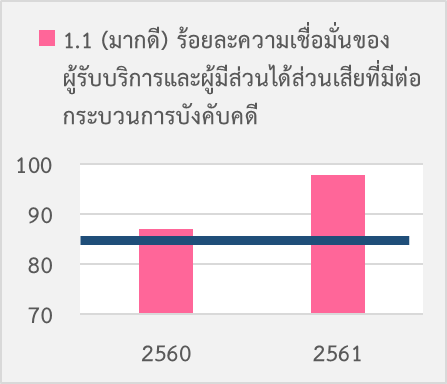 1.1 (มากดี) ร้อยละความเชื่อมั่นของ
ผู้รับบริการและผู้มีส่วนได้ส่วนเสียที่มีต่อ
กระบวนการบังคับคดี
100
90
80
70
2560 2561